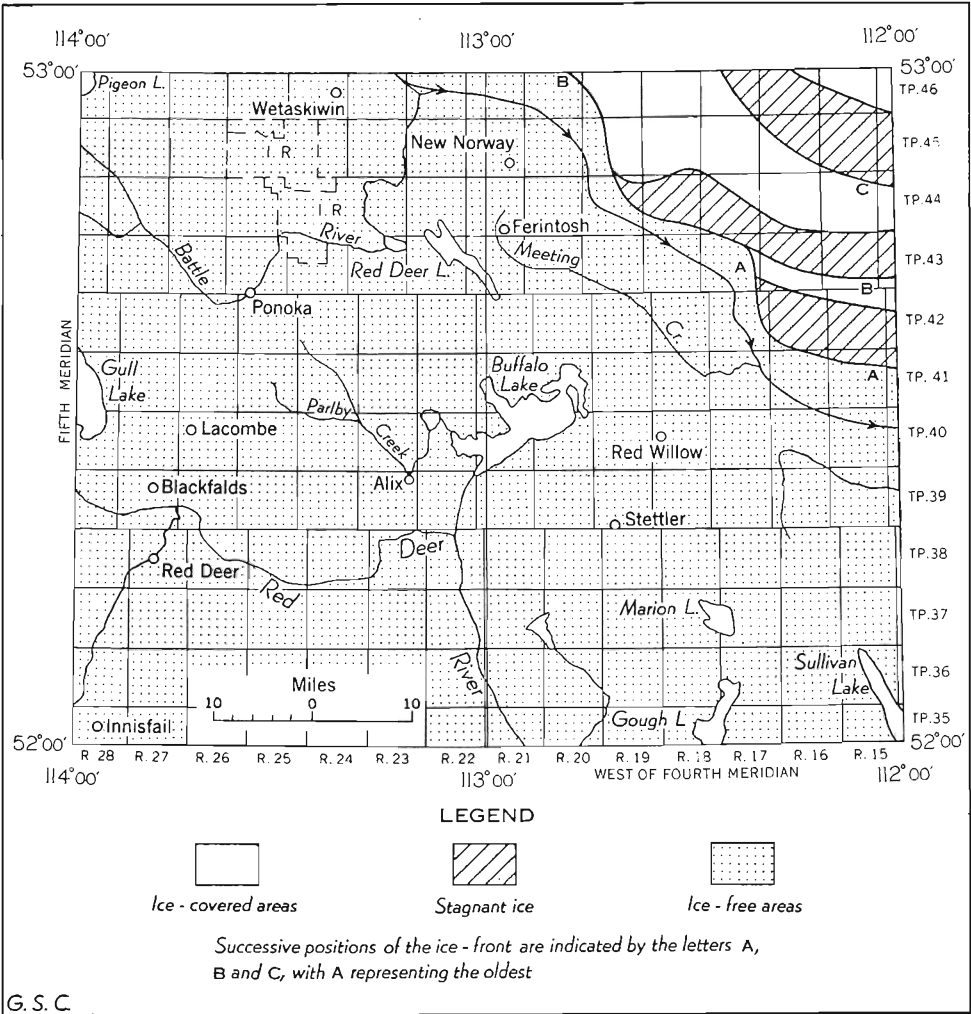 114°00'
113°00'
112°00'
53°00'
53°00'
Pigeon L.
Wetaskiwin
I. R.
New Norway
I. R.
River
Battle
Red Deer L.
Ferintosh
Meeting
Cr.
Ponoka
B
C
A
B
A
TP. 46
TP. 45
TP. 44
TP. 43
TP. 42
TP. 41
TP. 40
TP. 39
TP. 38
TP. 37
TP. 36
TP. 35
FIFTH MERIDIAN
Gull
Lake
Buffalo
Lake
Parlby
Creek
Lacombe
Red Willow
Blackfalds
Alix
Stettler
Red Deer
Red
Deer
River
Marion L.
Sullivan
Lake
Miles
10 0 10
Gough L
Innisfail
52°00'
52°00'
R. 28 R. 27 R. 26 R. 25 R. 24 R. 23 R. 22 R. 21 R. 20 R. 19 R. 18 R. 17 R. 16 R. 15
WEST OF FOURTH MERIDIAN
114°00'
113°00'
112°00'
LEGEND
Ice - covered areas
Stagnant ice
Ice - free areas
Successive positions of the ice - front are indicated by the letters A,
B and C, with A representing the oldest
G. S. C.